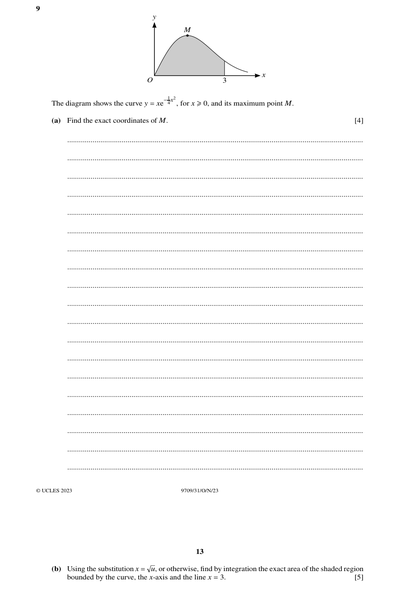 9
y
M
O
3
x
The diagram shows the curve y = xe^{-\frac{1}{4}x^2}, for x ⩾ 0, and its maximum point M.
(a) Find the exact coordinates of M. [4]
© UCLES 2023 9709/31/O/N/23
13
(b) Using the substitution x = √u, or otherwise, find by integration the exact area of the shaded region
bounded by the curve, the x-axis and the line x = 3. [5]